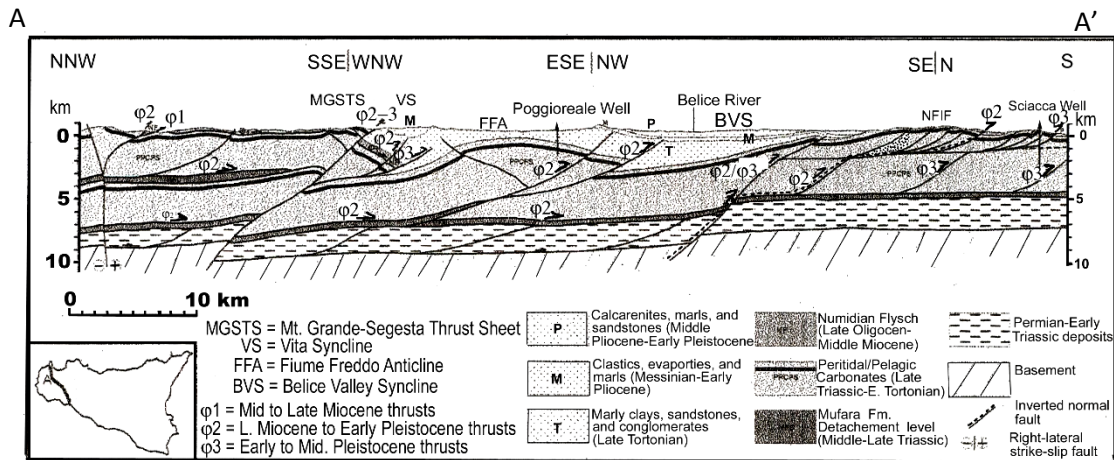 A A'
NNW SSE WNW ESE NW SE N S
MGSTS φ2-3 VS Poggioreale Well Belice River NFIF φ2 φ3 Sciacca Well
km φ2 φ1 M FFA P BVS km
0 φ2 φ3 M 0
PPCPS φ2 PPCPS φ2 T φ2/φ3 φ2 PPCPS φ3 φ3
5 φ2 φ2 φ2 5
10 10
0 10 km
MGSTS = Mt. Grande-Segesta Thrust Sheet
VS = Vita Syncline
FFA = Fiume Freddo Anticline
BVS = Belice Valley Syncline
φ1 = Mid to Late Miocene thrusts
φ2 = L. Miocene to Early Pleistocene thrusts
φ3 = Early to Mid. Pleistocene thrusts
A
P Calcarenites, marls, and
sandstones (Middle
Pliocene-Early Pleistocene)
M Clastics, evaporites, and
marls (Messinian-Early
Pliocene)
T Marly clays, sandstones,
and conglomerates
(Late Tortonian)
Numidian Flysch
(Late Oligocen-
Middle Miocene)
PPCPS Peritidal/Pelagic
Carbonates (Late
Triassic-E. Tortonian)
Mufara Fm.
Detachement level
(Middle-Late Triassic)
Permian-Early
Triassic deposits
Basement
Inverted normal
fault
Right-lateral
strike-slip fault